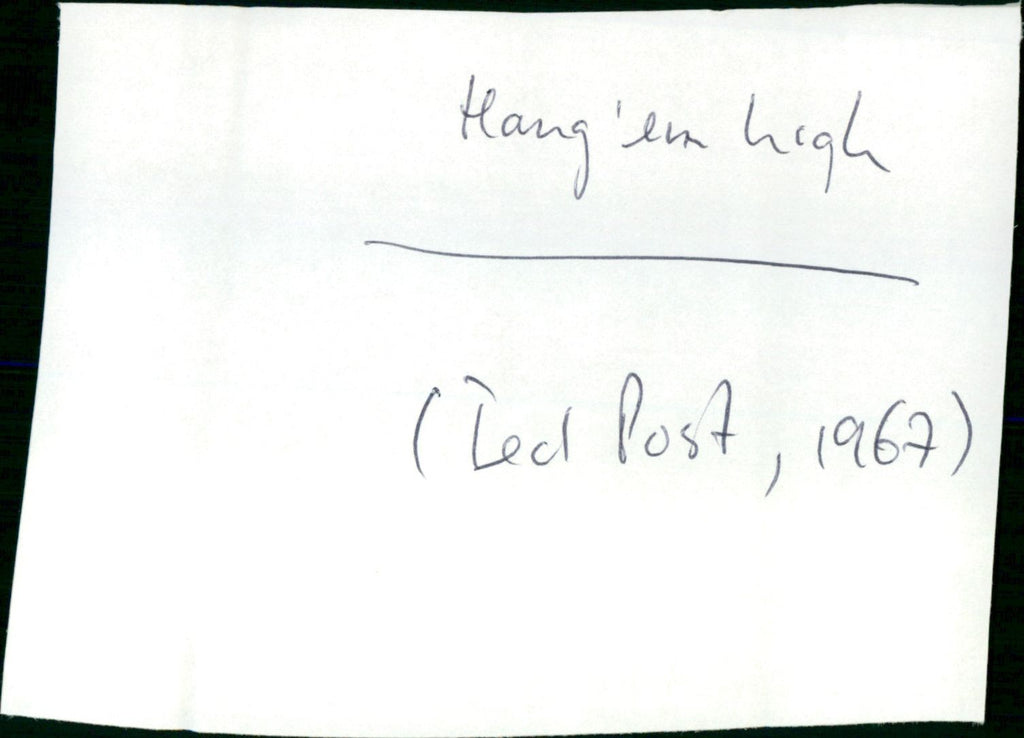 Hang 'em high
(Ted Post, 1967)